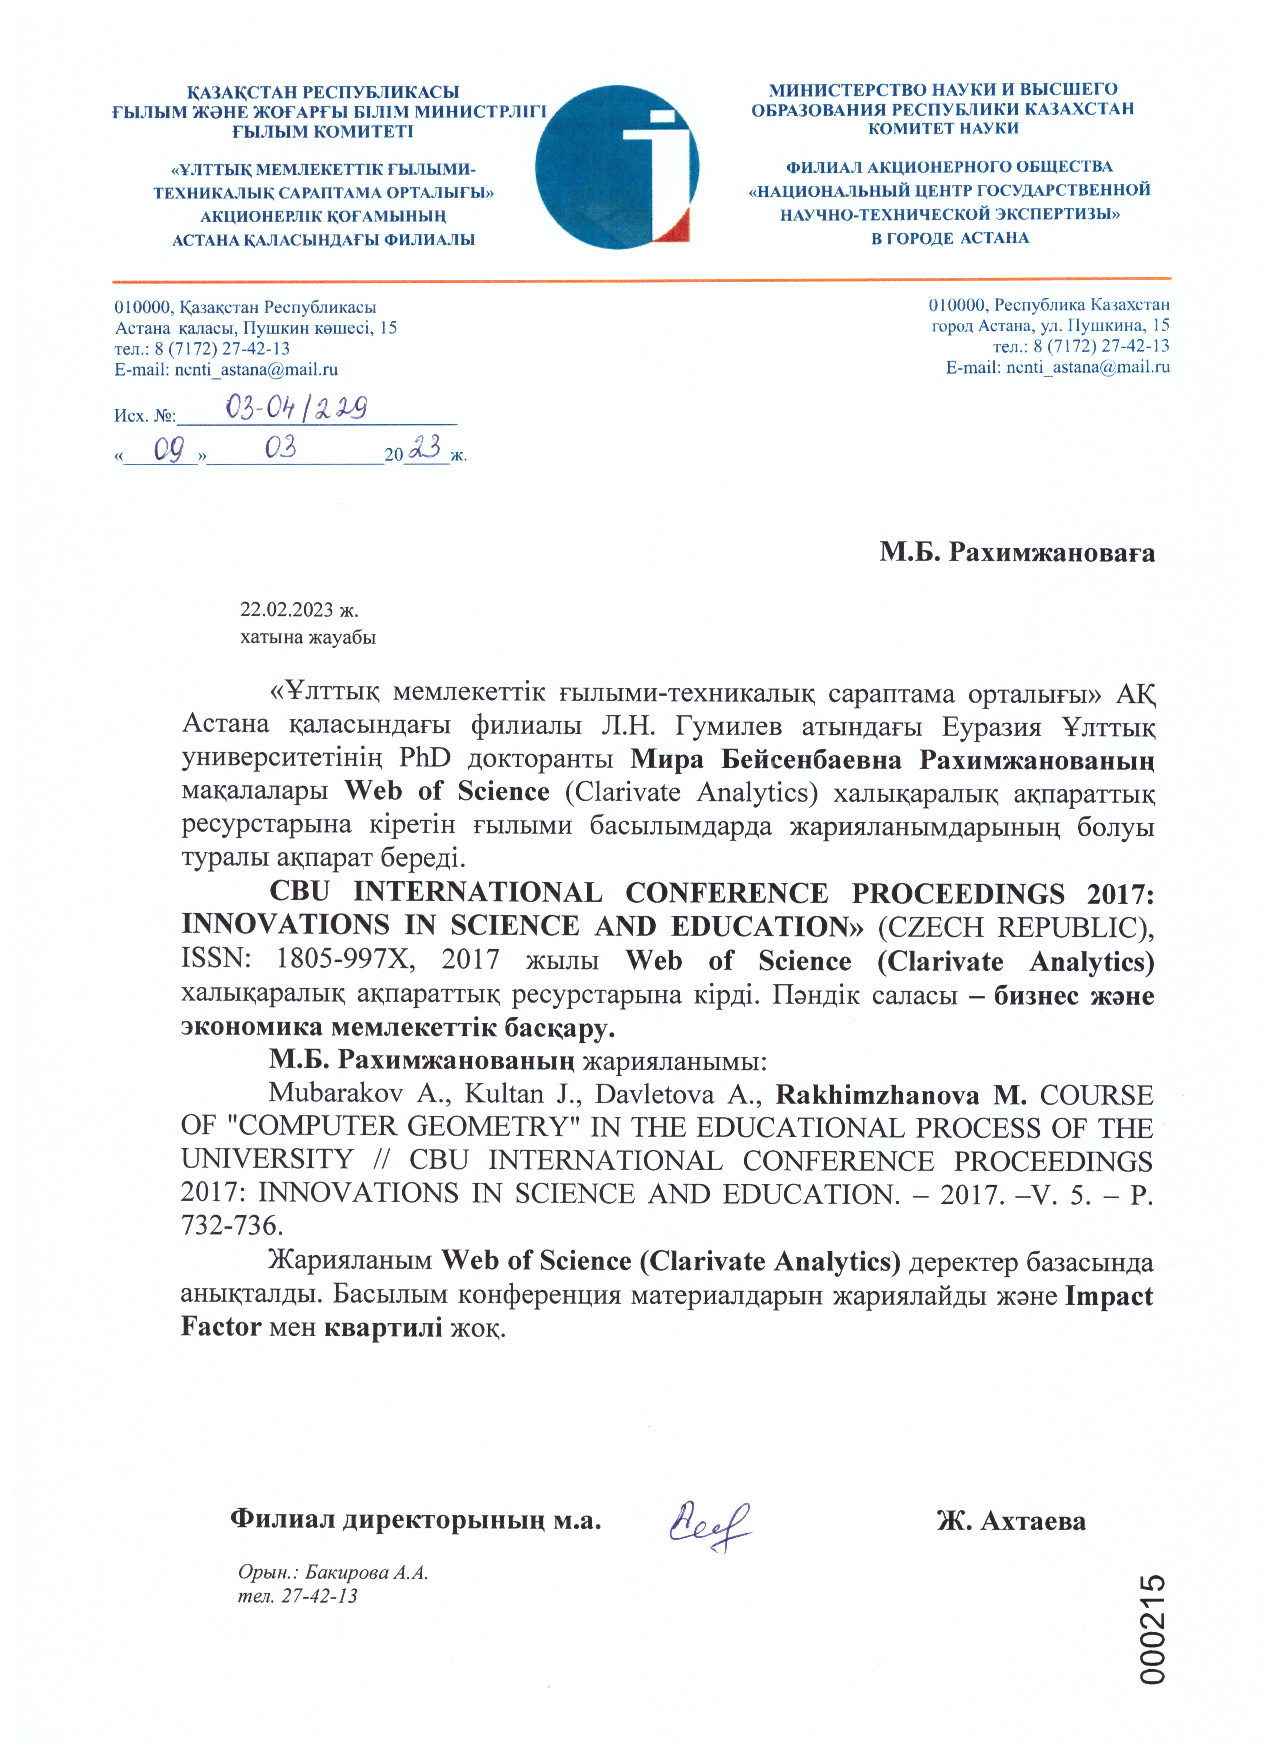 ҚАЗАҚСТАН РЕСПУБЛИКАСЫ
ҒЫЛЫМ ЖӘНЕ ЖОҒАРҒЫ БІЛІМ МИНИСТРЛІГІ
ҒЫЛЫМ КОМИТЕТІ
«ҰЛТТЫҚ МЕМЛЕКЕТТІК ҒЫЛЫМИ-
ТЕХНИКАЛЫҚ САРАПТАМА ОРТАЛЫҒЫ»
АКЦИОНЕРЛІК ҚОҒАМЫНЫҢ
АСТАНА ҚАЛАСЫНДАҒЫ ФИЛИАЛЫ
МИНИСТЕРСТВО НАУКИ И ВЫСШЕГО
ОБРАЗОВАНИЯ РЕСПУБЛИКИ КАЗАХСТАН
КОМИТЕТ НАУКИ
ФИЛИАЛ АКЦИОНЕРНОГО ОБЩЕСТВА
«НАЦИОНАЛЬНЫЙ ЦЕНТР ГОСУДАРСТВЕННОЙ
НАУЧНО-ТЕХНИЧЕСКОЙ ЭКСПЕРТИЗЫ»
В ГОРОДЕ АСТАНА
010000, Қазақстан Республикасы
Астана қаласы, Пушкин көшесі, 15
тел.: 8 (7172) 27-42-13
E-mail: ncnti_astana@mail.ru
010000, Республика Казахстан
город Астана, ул. Пушкина, 15
тел.: 8 (7172) 27-42-13
E-mail: ncnti_astana@mail.ru
Исх. №: 03-04/229
« 09 » 03 2023 ж.
М.Б. Рахимжановаға
22.02.2023 ж.
хатына жауабы
«Ұлттық мемлекеттік ғылыми-техникалық сараптама орталығы» АҚ
Астана қаласындағы филиалы Л.Н. Гумилев атындағы Еуразия Ұлттық
университетінің PhD докторанты Мира Бейсенбаевна Рахимжанованың
мақалалары Web of Science (Clarivate Analytics) халықаралық ақпараттық
ресурстарына кіретін ғылыми басылымдарда жарияланымдарының болуы
туралы ақпарат береді.
CBU INTERNATIONAL CONFERENCE PROCEEDINGS 2017:
INNOVATIONS IN SCIENCE AND EDUCATION» (CZECH REPUBLIC),
ISSN: 1805-997X, 2017 жылы Web of Science (Clarivate Analytics)
халықаралық ақпараттық ресурстарына кірді. Пәндік саласы – бизнес және
экономика мемлекеттік басқару.
М.Б. Рахимжанованың жарияланымы:
Mubarakov A., Kultan J., Davletova A., Rakhimzhanova M. COURSE
OF "COMPUTER GEOMETRY" IN THE EDUCATIONAL PROCESS OF THE
UNIVERSITY // CBU INTERNATIONAL CONFERENCE PROCEEDINGS
2017: INNOVATIONS IN SCIENCE AND EDUCATION. – 2017. –V. 5. – P.
732-736.
Жарияланым Web of Science (Clarivate Analytics) деректер базасында
анықталды. Басылым конференция материалдарын жариялайды және Impact
Factor мен квартилі жоқ.
Филиал директорының м.а. Ж. Ахтаева
Орын.: Бакирова А.А.
тел. 27-42-13
000215